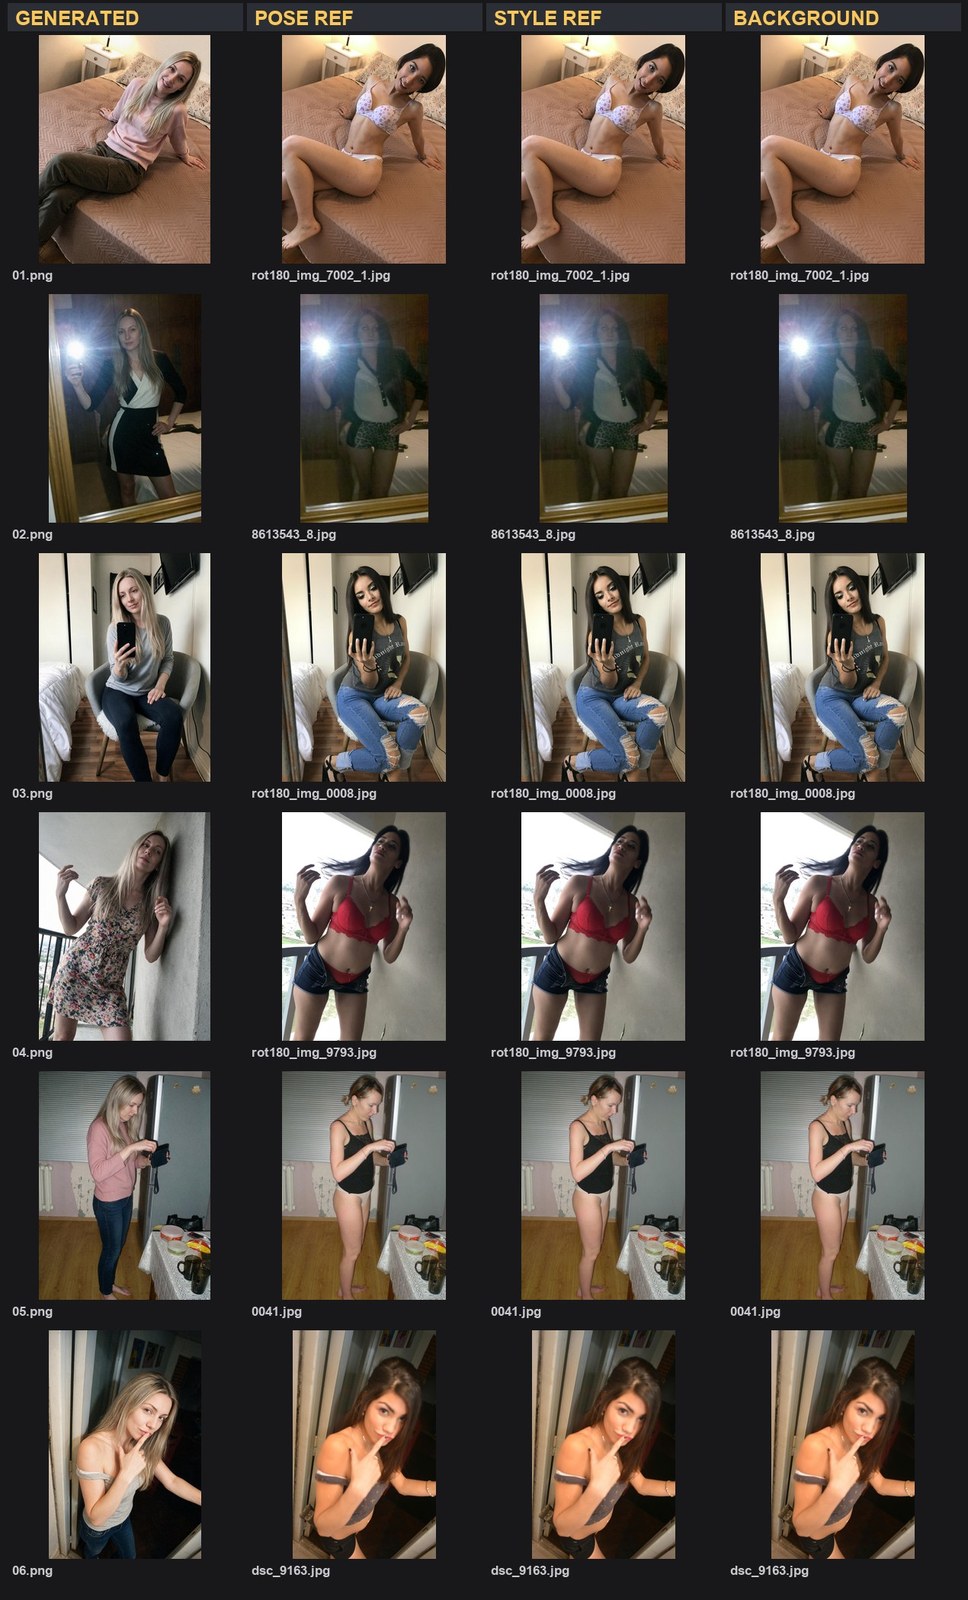 GENERATED POSE REF STYLE REF BACKGROUND
01.png rot180_img_7002_1.jpg rot180_img_7002_1.jpg rot180_img_7002_1.jpg
02.png 8613543_8.jpg 8613543_8.jpg 8613543_8.jpg
03.png rot180_img_0008.jpg rot180_img_0008.jpg rot180_img_0008.jpg
04.png rot180_img_9793.jpg rot180_img_9793.jpg rot180_img_9793.jpg
05.png 0041.jpg 0041.jpg 0041.jpg
06.png dsc_9163.jpg dsc_9163.jpg dsc_9163.jpg